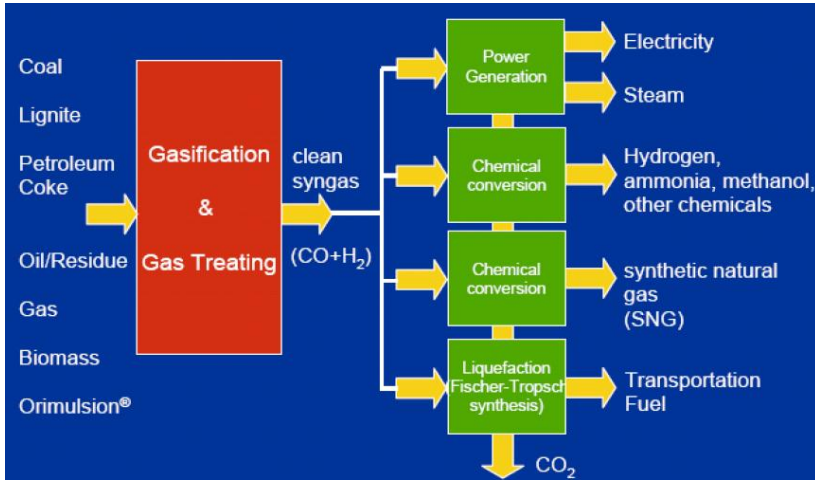 Coal
Lignite
Petroleum
Coke
Oil/Residue
Gas
Biomass
Orimulsion®
Gasification
&
Gas Treating
clean
syngas
(CO+H₂)
Power
Generation
Electricity
Steam
Chemical
conversion
Hydrogen,
ammonia, methanol,
other chemicals
Chemical
conversion
synthetic natural
gas
(SNG)
Liquefaction
(Fischer-Tropsch
synthesis)
Transportation
Fuel
CO₂